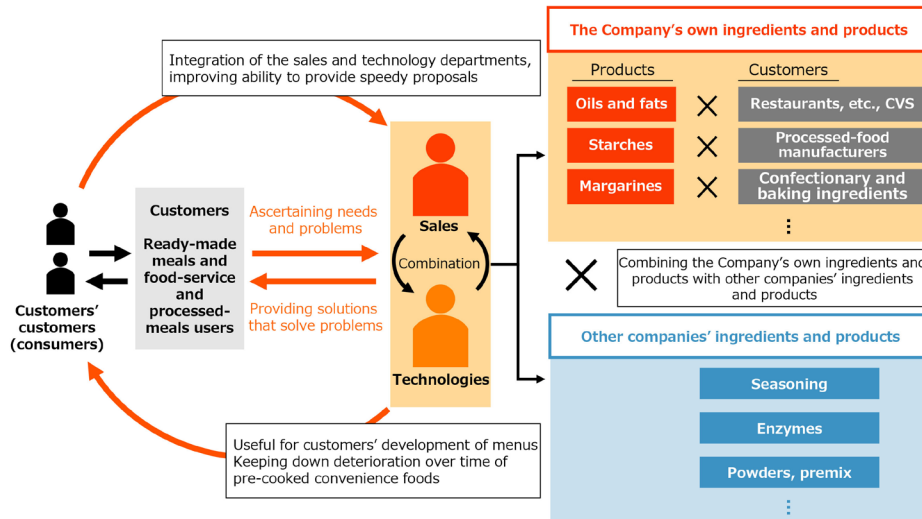 Integration of the sales and technology departments,
improving ability to provide speedy proposals
Customers’
customers
(consumers)
Customers
Ready-made
meals and
food-service
and
processed-
meals users
Ascertaining needs
and problems
Providing solutions
that solve problems
Sales
Combination
Technologies
Useful for customers’ development of menus
Keeping down deterioration over time of
pre-cooked convenience foods
The Company’s own ingredients and products
Products
Customers
Oils and fats
Restaurants, etc., CVS
Starches
Processed-food
manufacturers
Margarines
Confectionary and
baking ingredients
Combining the Company’s own ingredients and
products with other companies’ ingredients
and products
Other companies’ ingredients and products
Seasoning
Enzymes
Powders, premix